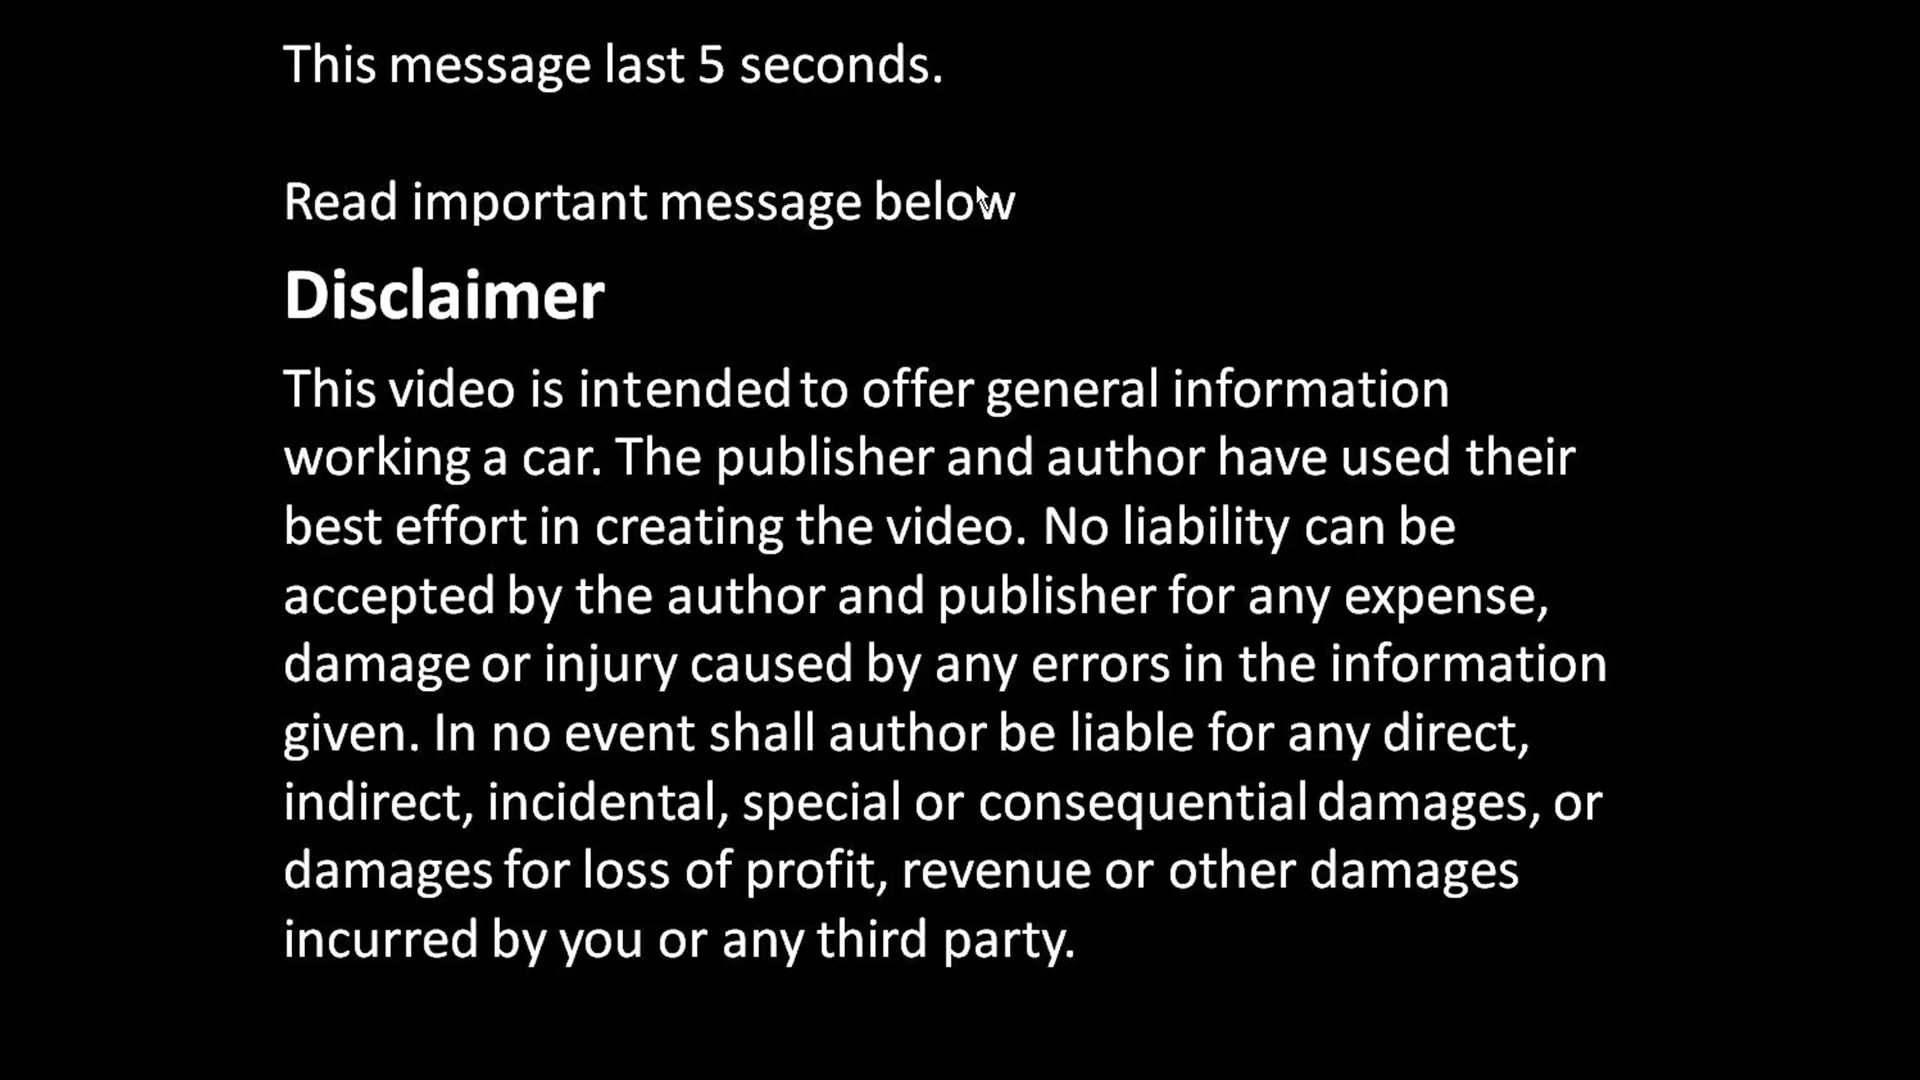 This message last 5 seconds.
Read important message below
Disclaimer
This video is intended to offer general information
working a car. The publisher and author have used their
best effort in creating the video. No liability can be
accepted by the author and publisher for any expense,
damage or injury caused by any errors in the information
given. In no event shall author be liable for any direct,
indirect, incidental, special or consequential damages, or
damages for loss of profit, revenue or other damages
incurred by you or any third party.